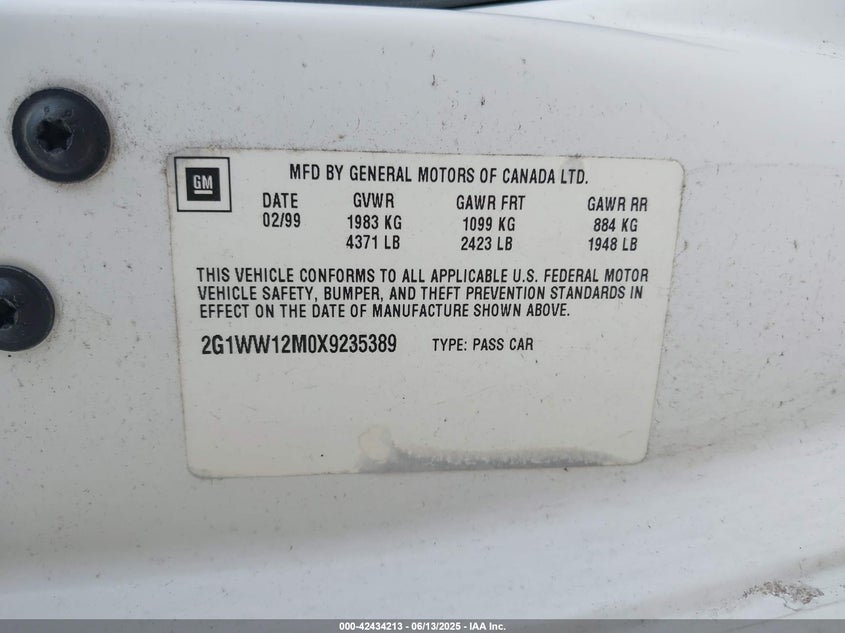 GM
MFD BY GENERAL MOTORS OF CANADA LTD.
DATE GVWR GAWR FRT GAWR RR
02/99 1983 KG 1099 KG 884 KG
4371 LB 2423 LB 1948 LB
THIS VEHICLE CONFORMS TO ALL APPLICABLE U.S. FEDERAL MOTOR
VEHICLE SAFETY, BUMPER, AND THEFT PREVENTION STANDARDS IN
EFFECT ON THE DATE OF MANUFACTURE SHOWN ABOVE.
2G1WW12M0X9235389 TYPE: PASS CAR
000-42434213 - 06/13/2025 - IAA Inc.